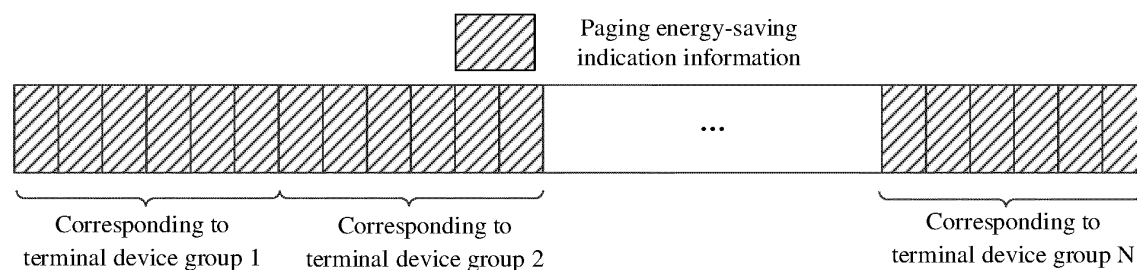 Paging energy-saving
indication information
...
Corresponding to
terminal device group 1
Corresponding to
terminal device group 2
Corresponding to
terminal device group N